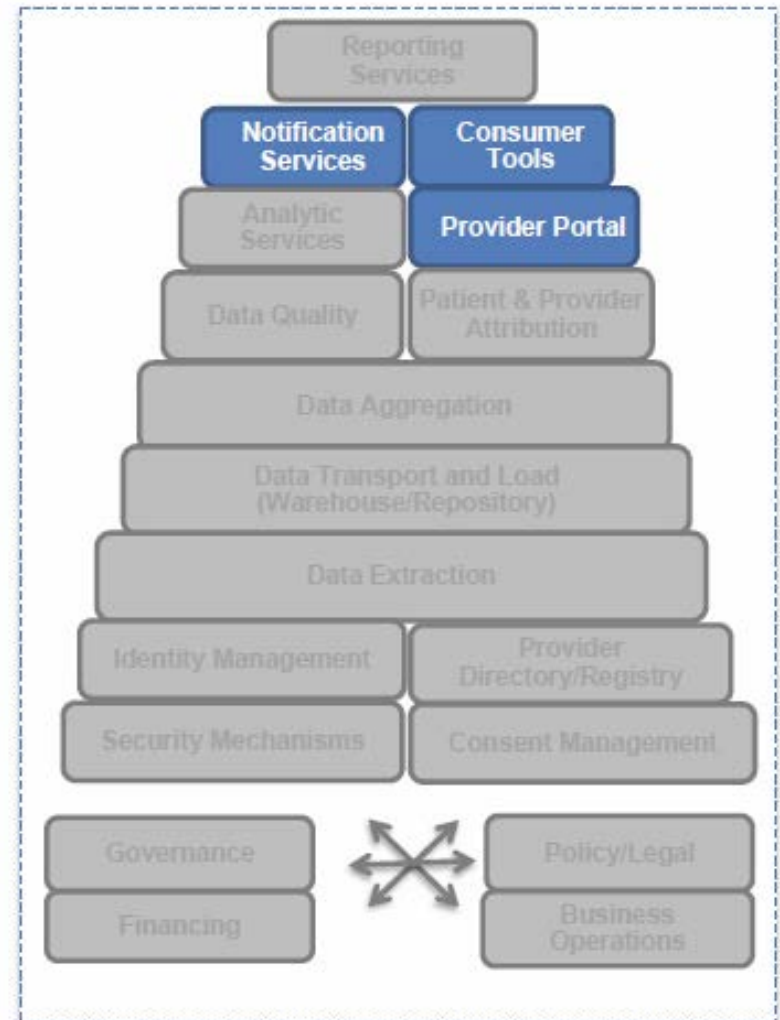 Reporting
Services
Notification
Services
Consumer
Tools
Analytic
Services
Provider Portal
Data Quality
Patient & Provider
Attribution
Data Aggregation
Data Transport and Load
(Warehouse/Repository)
Data Extraction
Identity Management
Provider
Directory/Registry
Security Mechanisms
Consent Management
Governance
Policy/Legal
Financing
Business
Operations